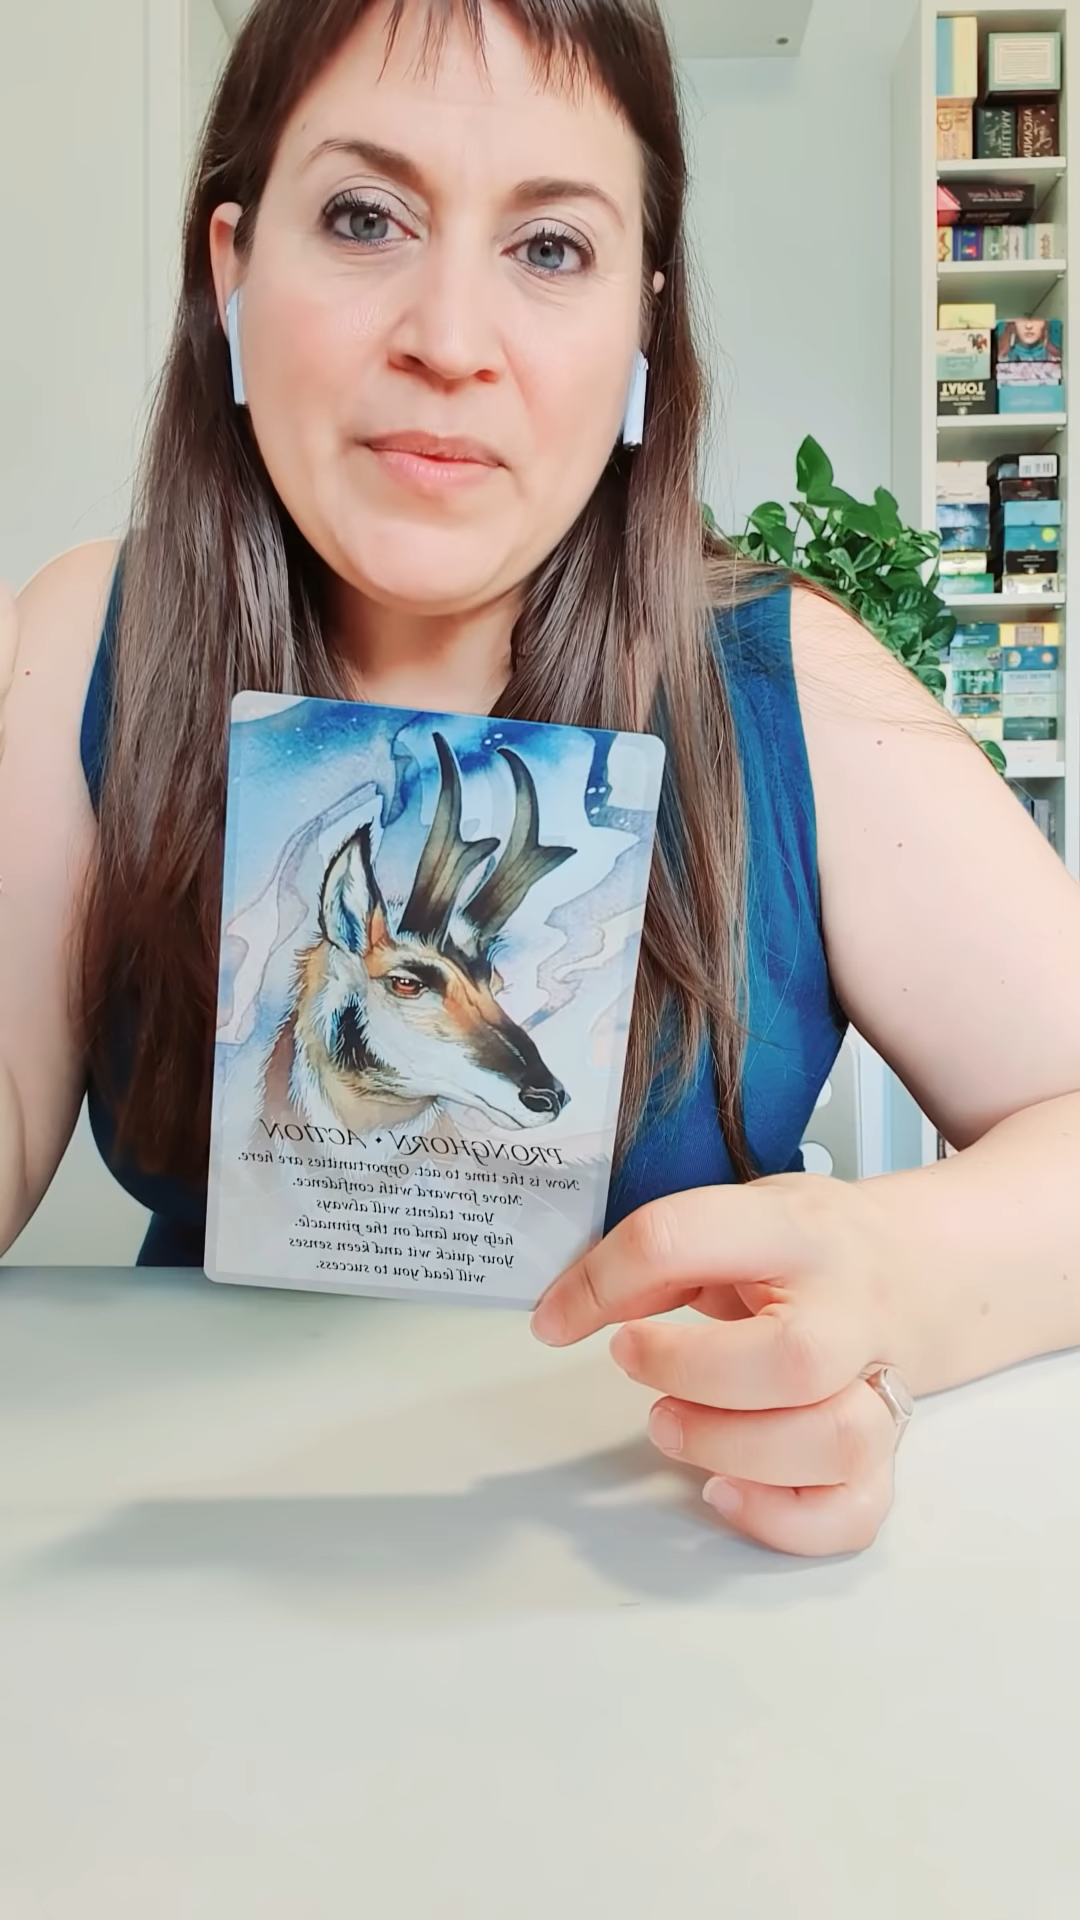 PRONGHORN • ACTION
Now is the time to act. Opportunities are here.
Move forward with confidence.
Your talents will always
help you land on the pinnacle.
Your quick wit and keen senses
will lead you to success.
TAROT